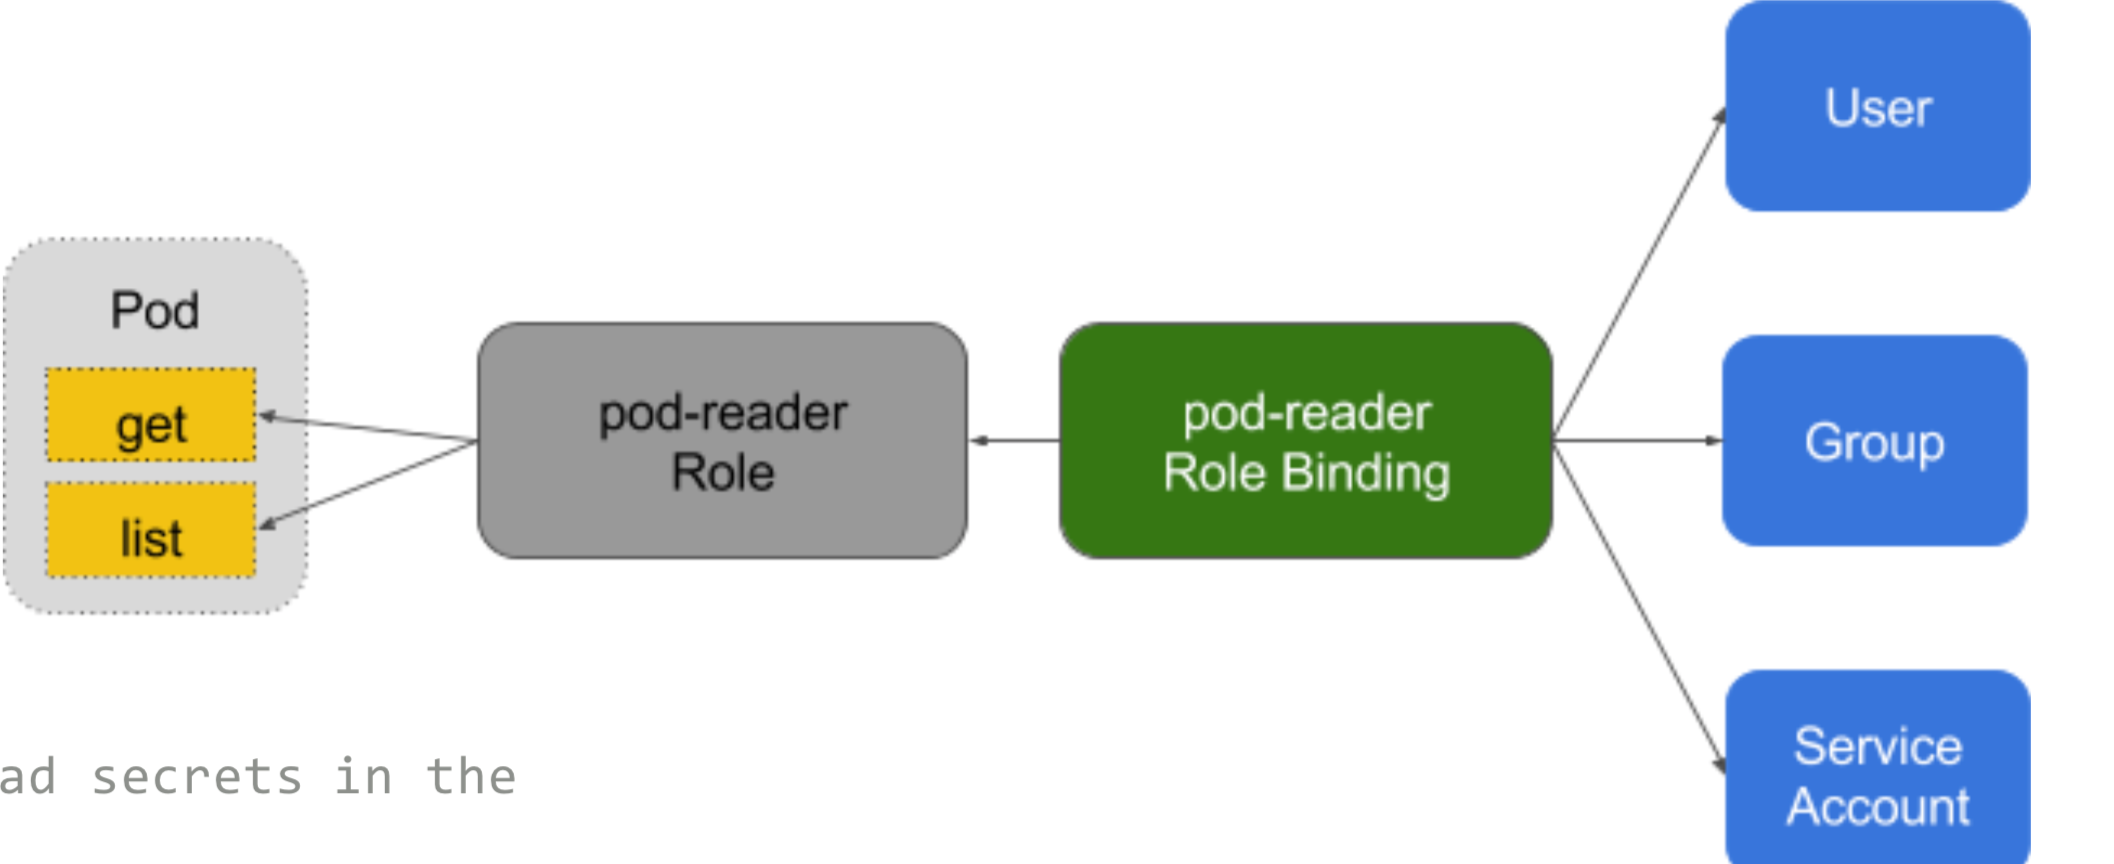 User
Pod
get
list
pod-reader
Role
pod-reader
Role Binding
Group
Service
Account
ad secrets in the